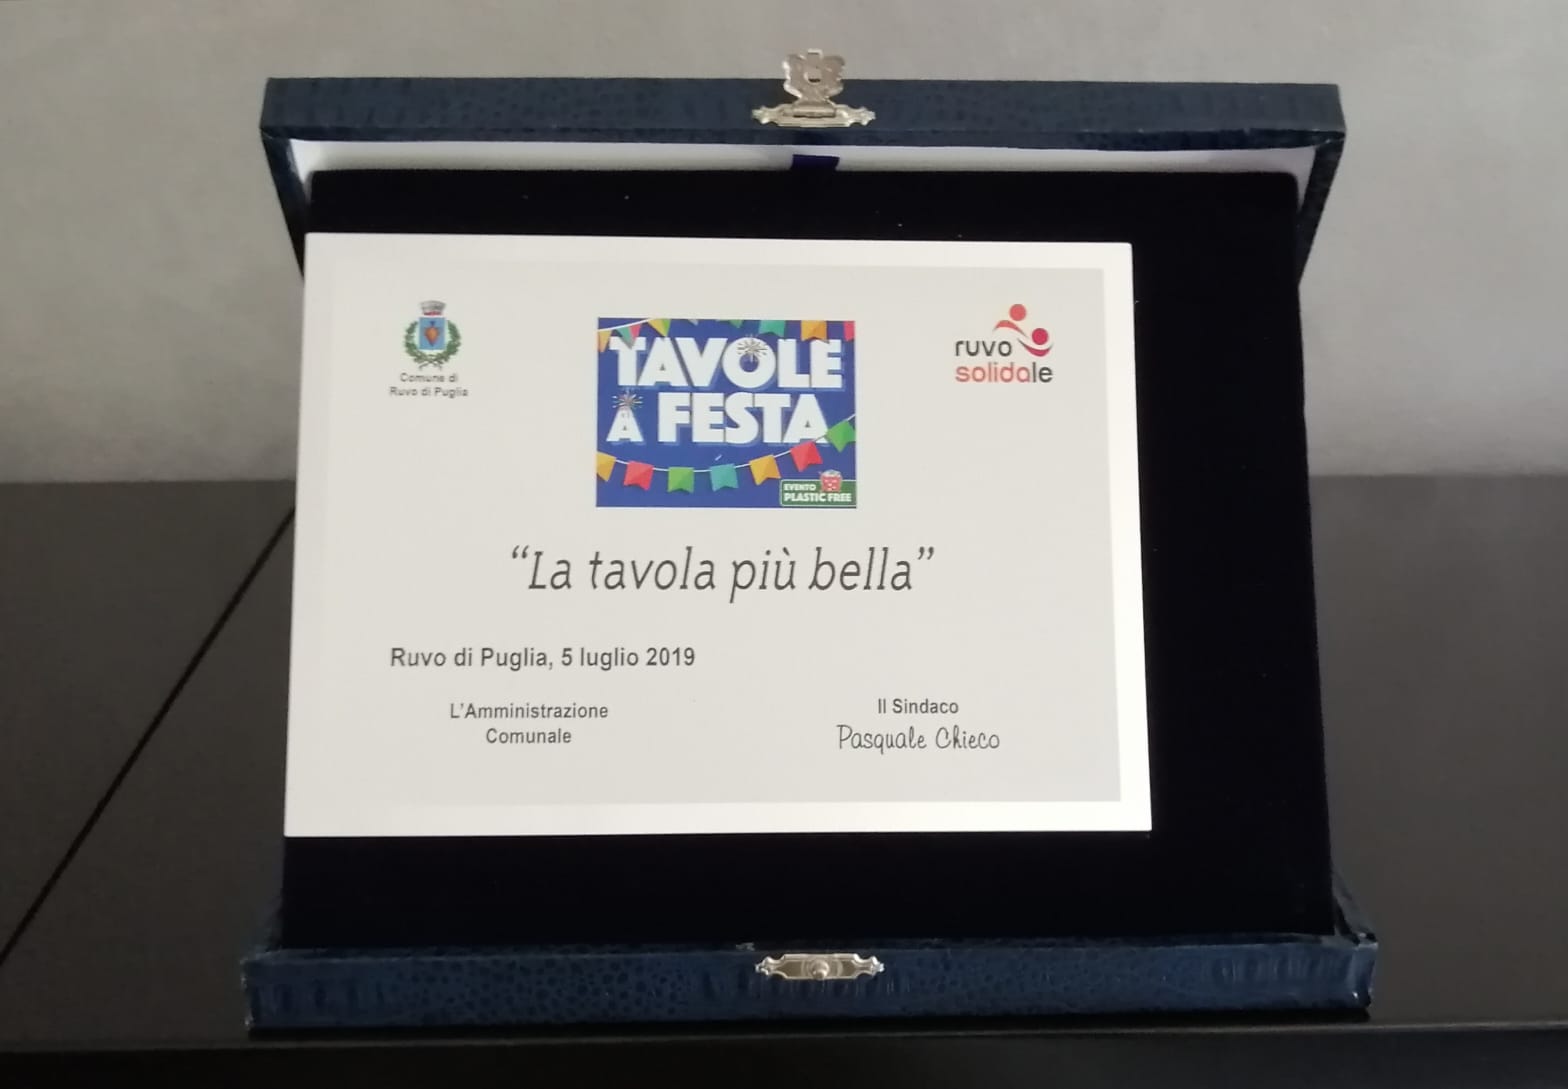 Comune di
Ruvo di Puglia
TAVOLE
A FESTA
EVENTO
PLASTIC FREE
ruvo
solidale
“La tavola più bella”
Ruvo di Puglia, 5 luglio 2019
L'Amministrazione
Comunale
Il Sindaco
Pasquale Chieco